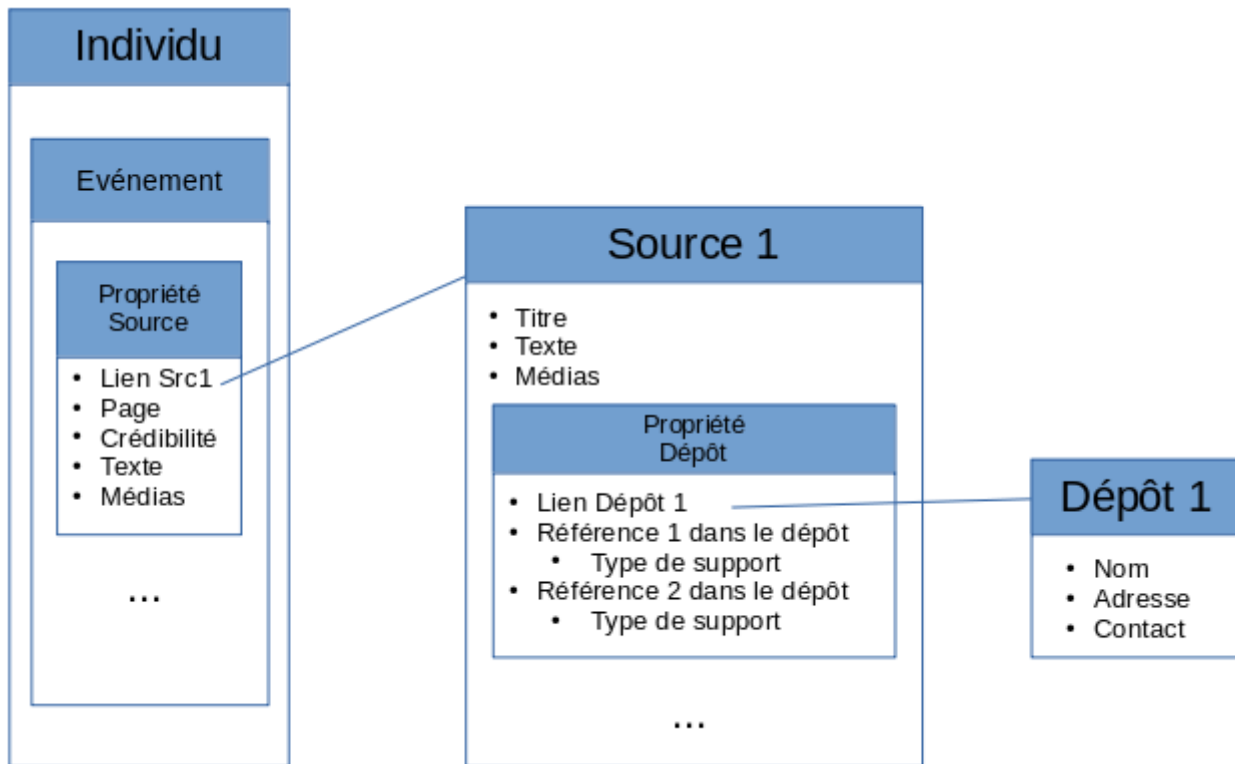 Individu
Evénement
Propriété
Source
• Lien Src1
• Page
• Crédibilité
• Texte
• Médias
...
Source 1
• Titre
• Texte
• Médias
Propriété
Dépôt
• Lien Dépôt 1
• Référence 1 dans le dépôt
• Type de support
• Référence 2 dans le dépôt
• Type de support
...
Dépôt 1
• Nom
• Adresse
• Contact